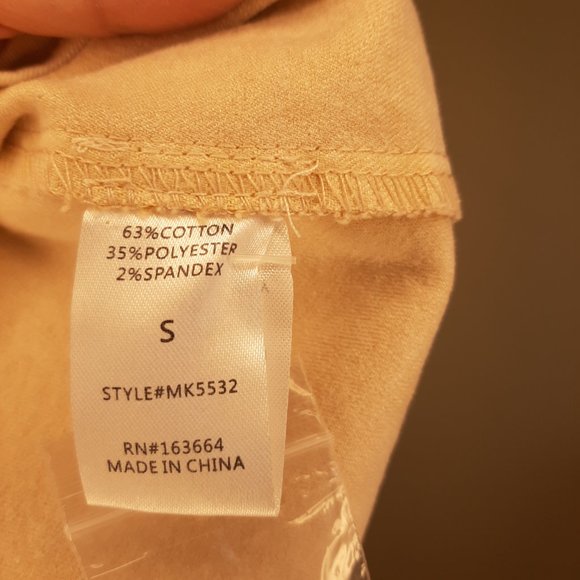 63%COTTON
35%POLYESTER
2%SPANDEX
S
STYLE#MK5532
RN#163664
MADE IN CHINA